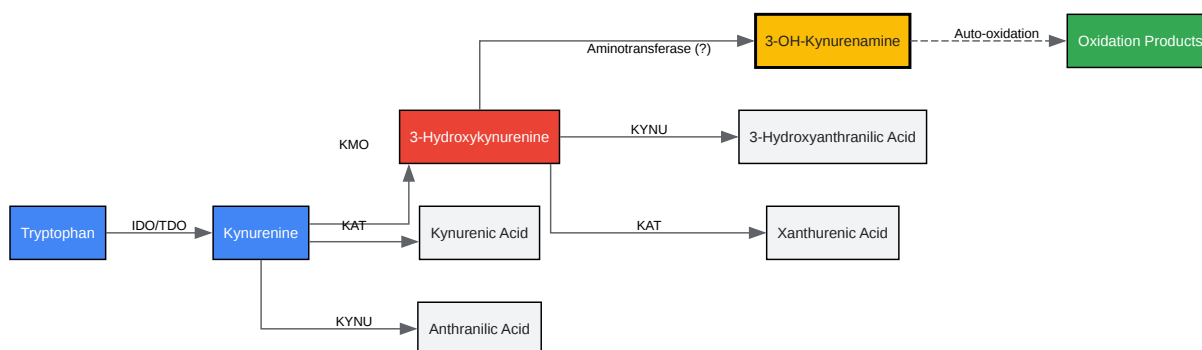 3-OH-Kynurenamine
Auto-oxidation
Oxidation Products
Aminotransferase (?)
3-Hydroxykynurenine
KYNU
3-Hydroxyanthranilic Acid
KMO
Tryptophan
IDO/TDO
Kynurenine
KAT
Kynurenic Acid
KAT
Xanthurenic Acid
KYNU
Anthranilic Acid